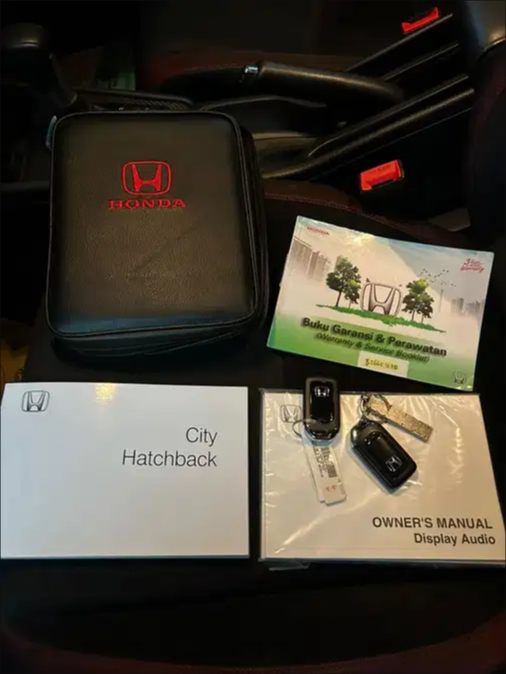 HONDA
Buku Garansi & Perawatan
(Warranty & Service Booklet)
City
Hatchback
OWNER'S MANUAL
Display Audio